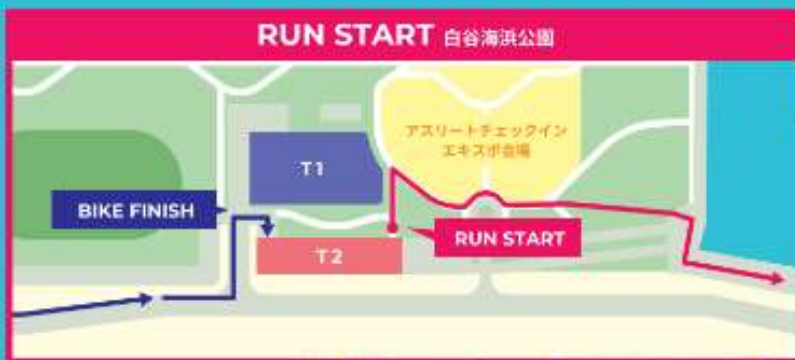 RUN START 白谷海浜公園
アスリートチェックイン
エキスポ会場
T1
BIKE FINISH
RUN START
T2